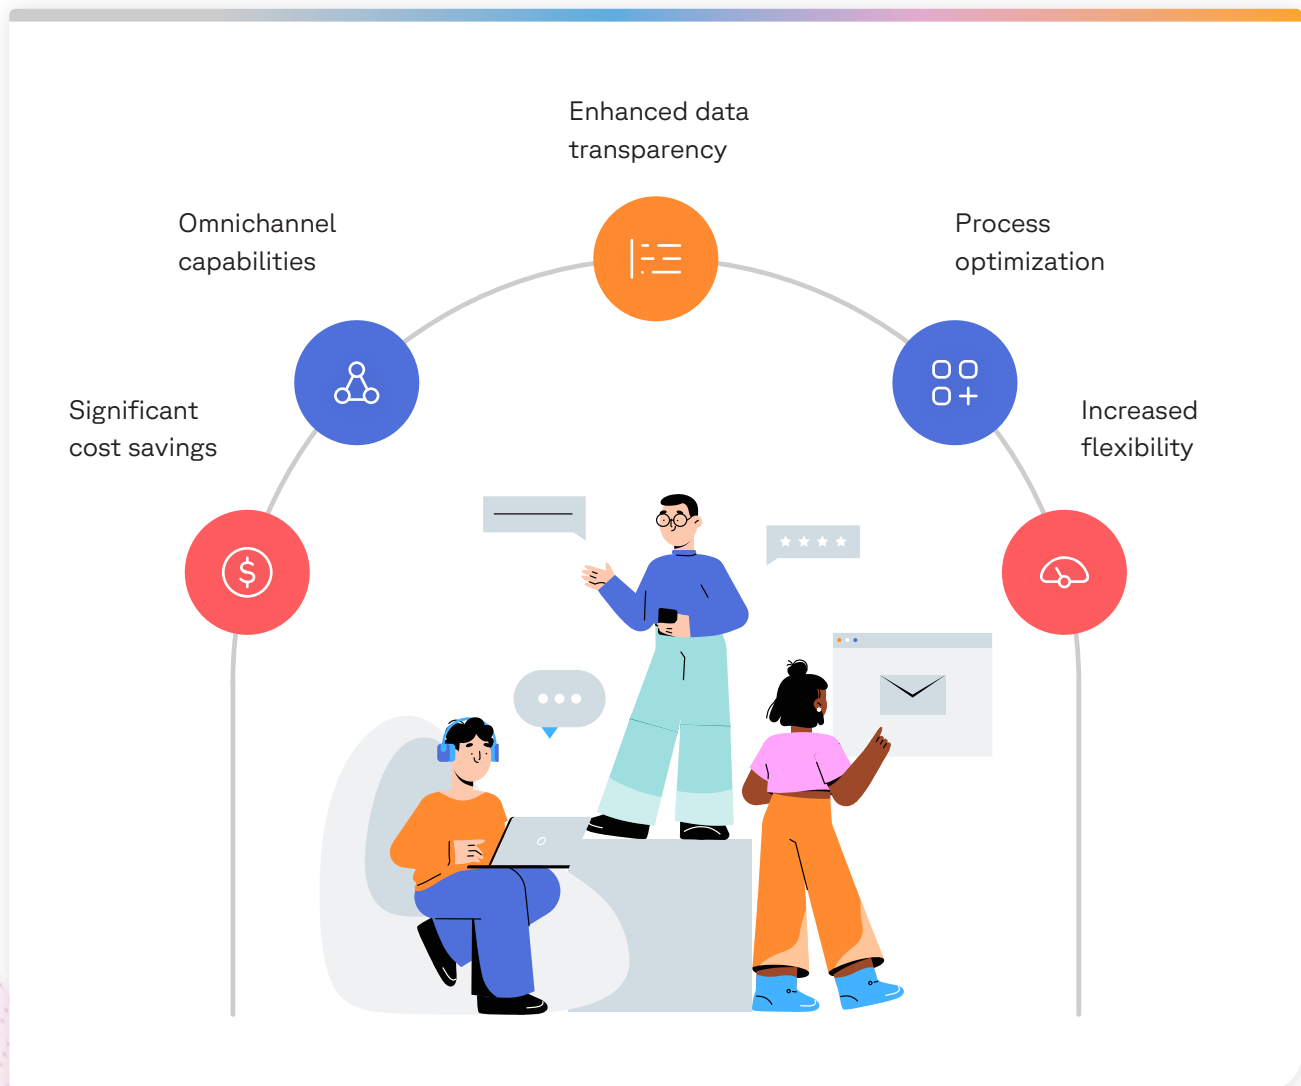 Enhanced data
transparency
Omnichannel
capabilities
Process
optimization
Significant
cost savings
Increased
flexibility